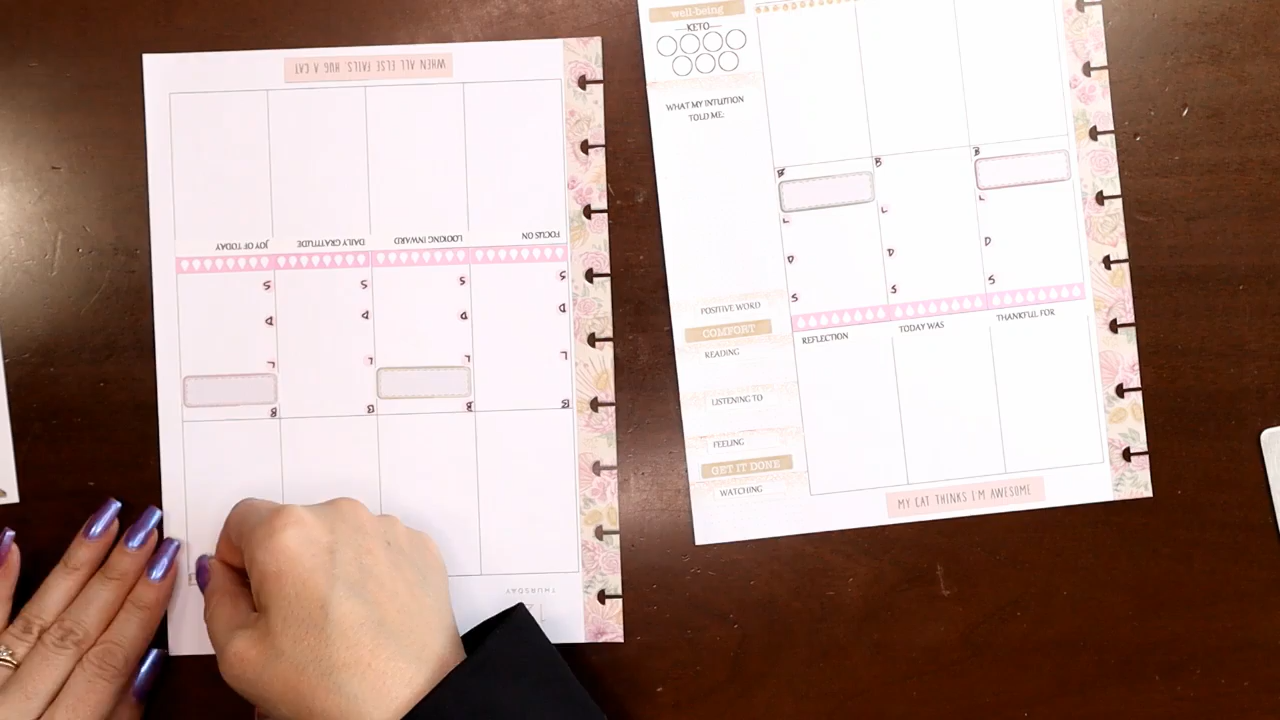 WHEN ALL ELSE FAILS, HUG A CAT
JOY OF TODAY
DAILY GRATITUDE
LOOKING INWARD
FOCUS ON
S
S
S
S
D
D
D
D
L
L
L
L
B
B
B
B
THURSDAY
well-being
KETO
WHAT MY INTUITION
TOLD ME:
B
B
B
L
L
L
D
D
D
S
S
S
POSITIVE WORD
COMFORT
READING
LISTENING TO
FEELING
GET IT DONE
WATCHING
REFLECTION
TODAY WAS
THANKFUL FOR
MY CAT THINKS I M AWESOME